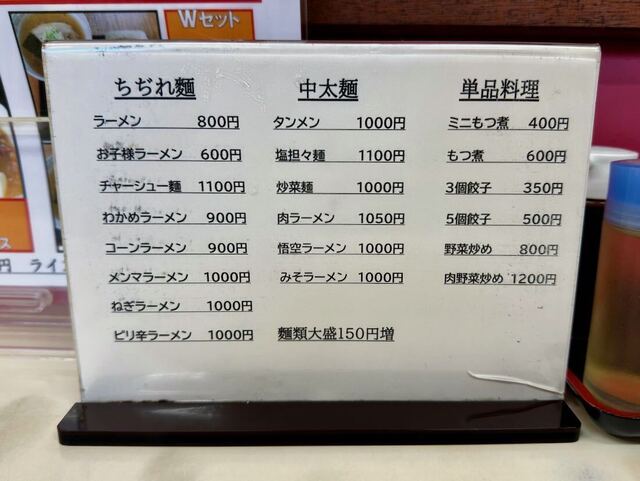 Wセット
ちぢれ麺
ラーメン 800円
お子様ラーメン 600円
チャーシュー麺 1100円
わかめラーメン 900円
コーンラーメン 900円
メンマラーメン 1000円
ねぎラーメン 1000円
ピリ辛ラーメン 1000円
中太麺
タンメン 1000円
塩担々麺 1100円
炒菜麺 1000円
肉ラーメン 1050円
悟空ラーメン 1000円
みそラーメン 1000円
麺類大盛150円増
単品料理
ミニもつ煮 400円
もつ煮 600円
3個餃子 350円
5個餃子 500円
野菜炒め 800円
肉野菜炒め 1200円
ス
円 ライス